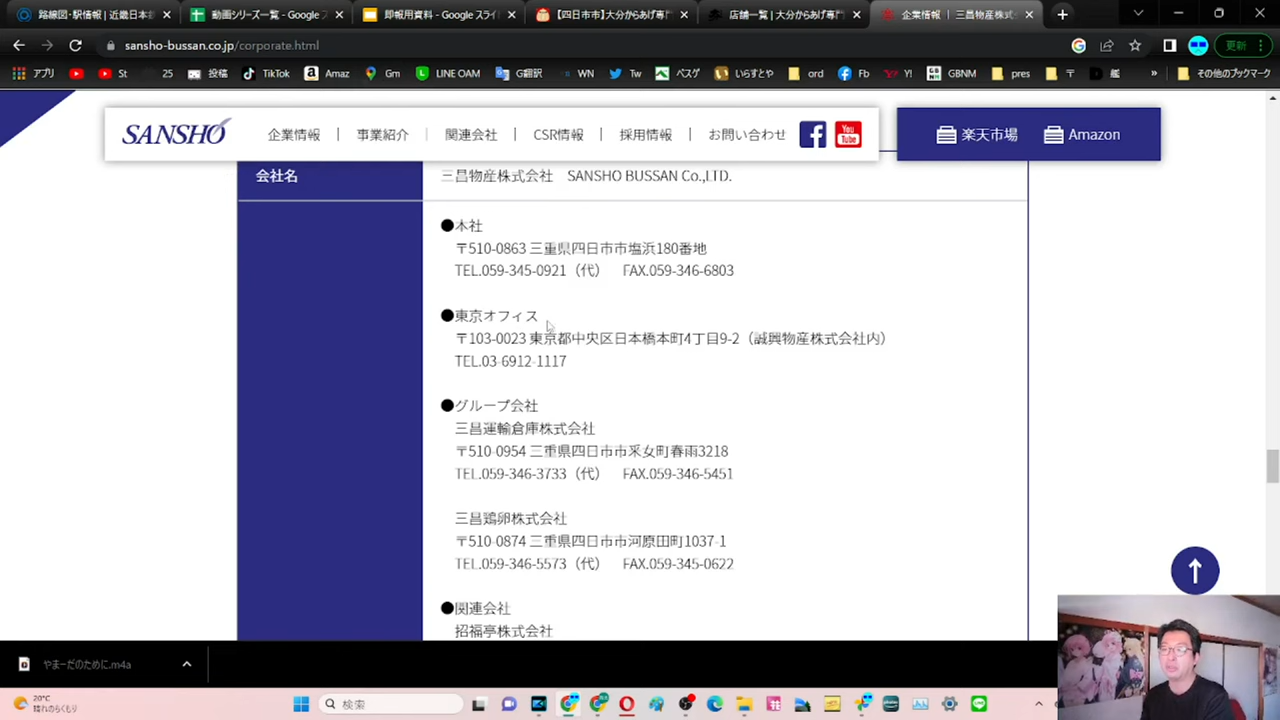 路線図・駅情報 | 近畿日本鉄
動画シリーズ一覧 - Google ス
即報用資料 - Google スライ
【四日市市】大分からあげ専門
店舗一覧 | 大分からあげ専門
企業情報 | 三昌物産株式
sansho-bussan.co.jp/corporate.html
更新
アプリ
St
25
投稿
TikTok
Amaz
Gm
LINE OAM
G翻訳
WN
Tw
ベスゲ
いらすとや
ord
Fb
Y!
GBNM
pres
〒
艦
»
その他のブックマーク
SANSHO
企業情報 | 事業紹介 | 関連会社 | CSR情報 | 採用情報 | お問い合わせ
You Tube
楽天市場
Amazon
会社名
三昌物産株式会社 SANSHO BUSSAN Co.,LTD.
●本社
〒510-0863 三重県四日市市塩浜180番地
TEL.059-345-0921（代） FAX.059-346-6803
●東京オフィス
〒103-0023 東京都中央区日本橋本町4丁目9-2（誠興物産株式会社内）
TEL.03-6912-1117
●グループ会社
三昌運輸倉庫株式会社
〒510-0954 三重県四日市市釆女町春雨3218
TEL.059-346-3733（代） FAX.059-346-5451
三昌鶏卵株式会社
〒510-0874 三重県四日市市河原田町1037-1
TEL.059-346-5573（代） FAX.059-345-0622
●関連会社
招福亭株式会社
やまーだのために.m4a
20°C
晴れのちくもり
検索